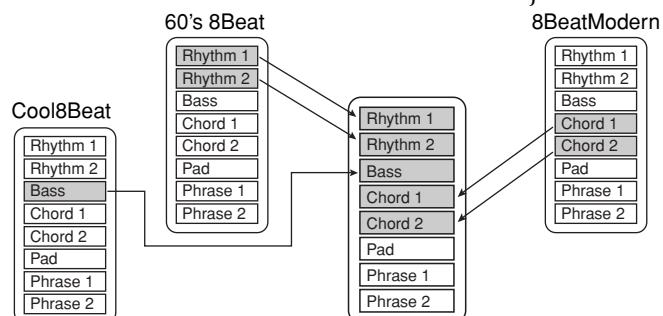 60's 8Beat
Rhythm 1
Rhythm 2
Bass
Chord 1
Chord 2
Pad
Phrase 1
Phrase 2
8BeatModern
Rhythm 1
Rhythm 2
Bass
Chord 1
Chord 2
Pad
Phrase 1
Phrase 2
Cool8Beat
Rhythm 1
Rhythm 2
Bass
Chord 1
Chord 2
Pad
Phrase 1
Phrase 2
Rhythm 1
Rhythm 2
Bass
Chord 1
Chord 2
Pad
Phrase 1
Phrase 2